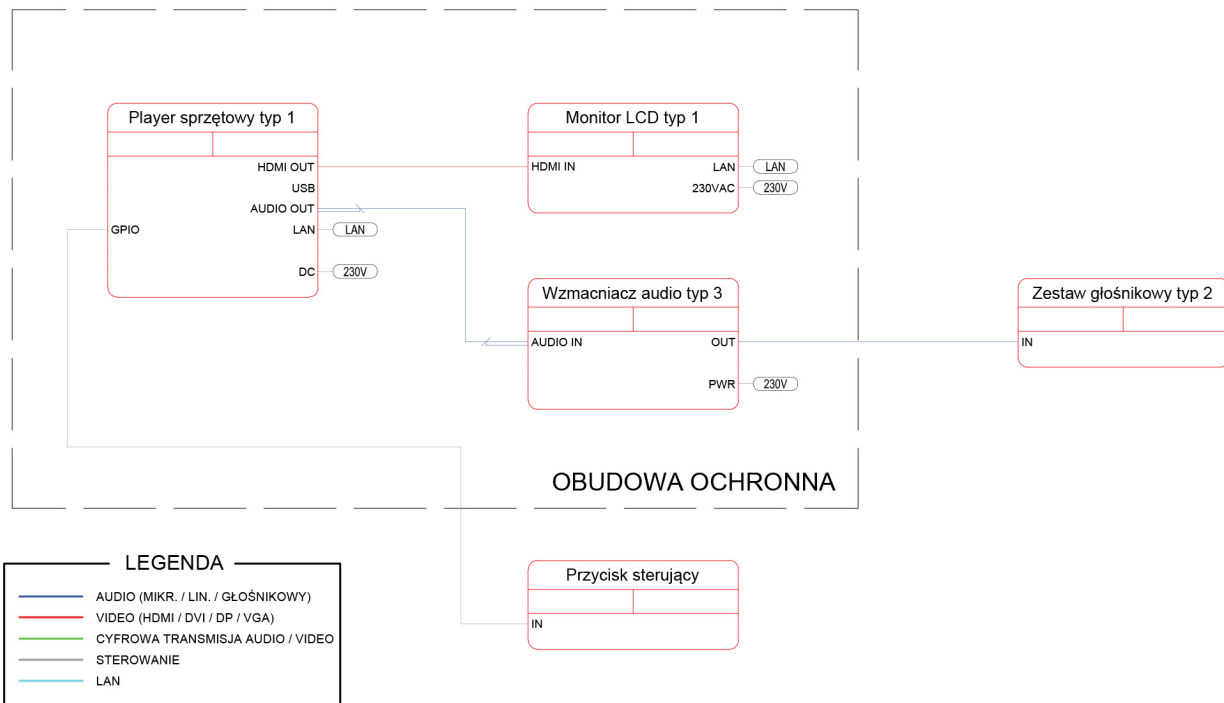 Player sprzętowy typ 1
HDMI OUT
USB
AUDIO OUT
GPIO
LAN
LAN
DC
230V
Monitor LCD typ 1
HDMI IN
LAN
LAN
230VAC
230V
Wzmacniacz audio typ 3
AUDIO IN
OUT
PWR
230V
Zestaw głośnikowy typ 2
IN
OBUDOWA OCHRONNA
Przycisk sterujący
IN
LEGENDA
AUDIO (MIKR. / LIN. / GŁOŚNIKOWY)
VIDEO (HDMI / DVI / DP / VGA)
CYFROWA TRANSMISJA AUDIO / VIDEO
STEROWANIE
LAN